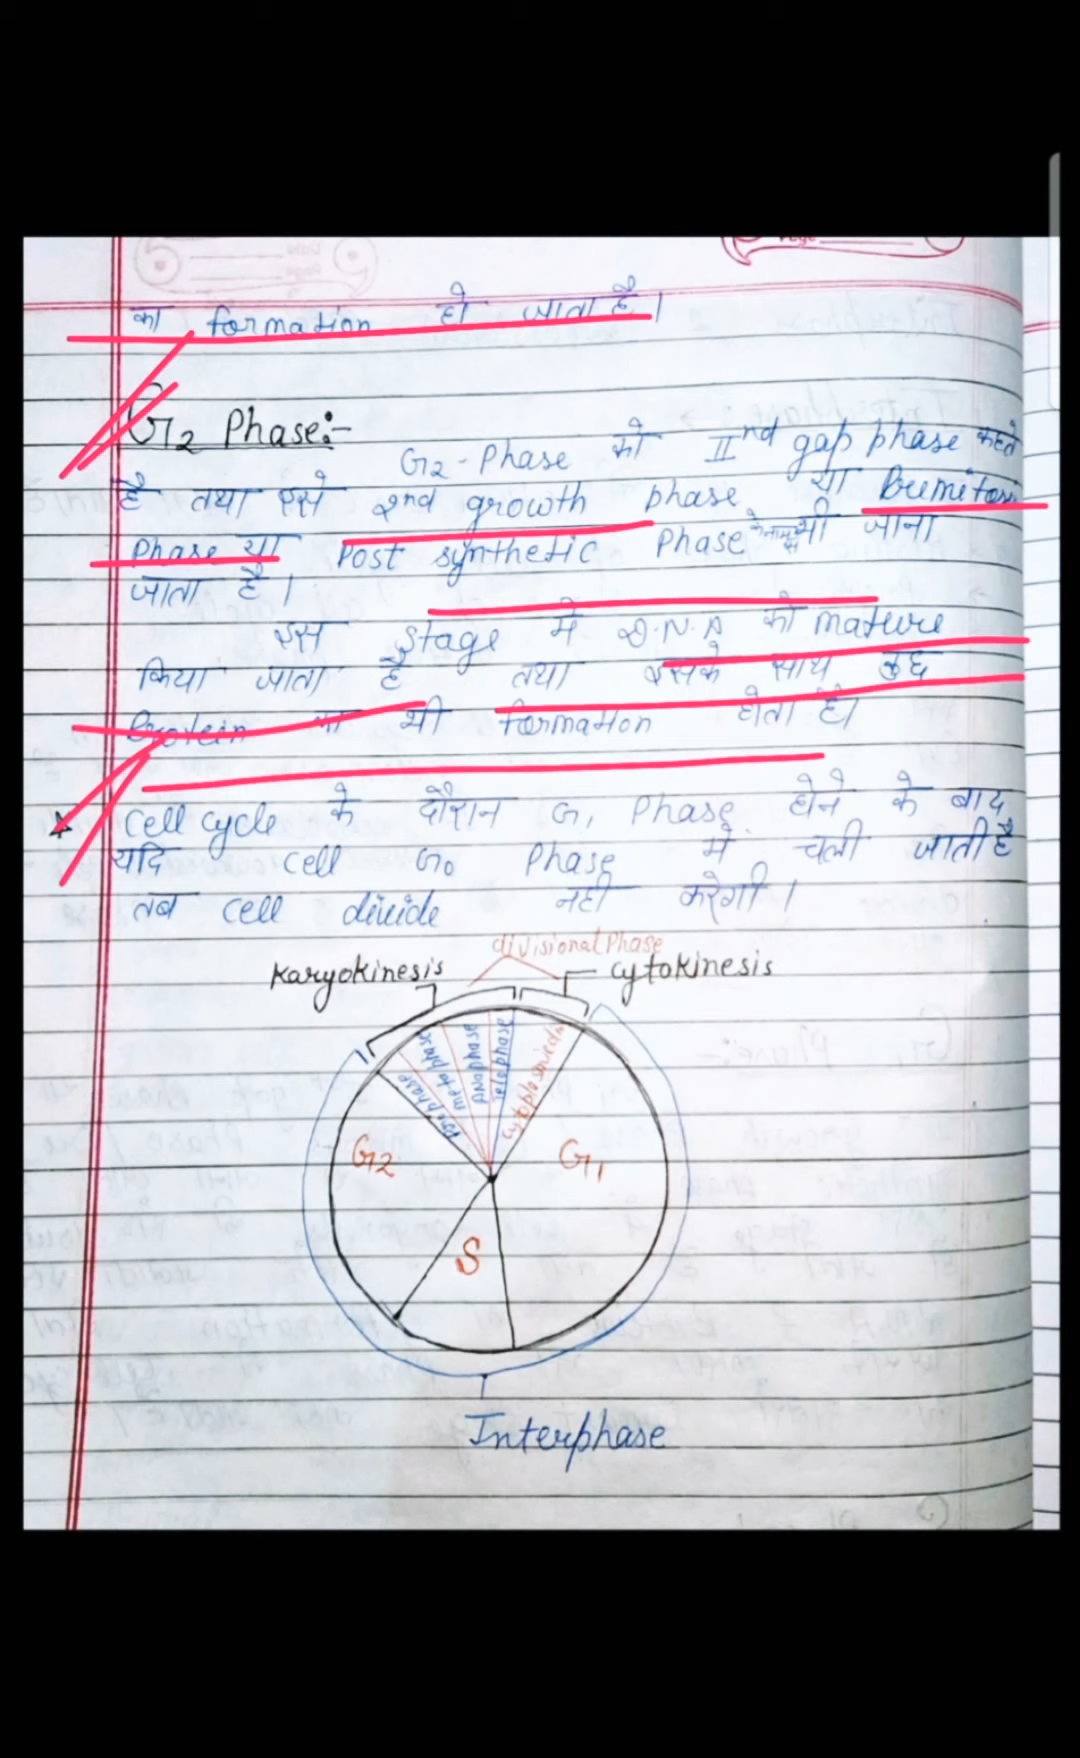 का formation हो जाता है।
G2 Phase:-
G2-Phase को IInd gap phase कहते
है तथा इसे 2nd growth phase या Premitosis
Phase या Post synthetic Phase के नाम से भी जाना
जाता है।
इस stage में D.N.A को mature
किया जाता है तथा इसके साथ कुछ
Protein का भी formation होता है।
Cell cycle के दौरान G1 Phase होने के बाद
यदि cell G0 Phase में चली जाती है
तब cell divide नहीं करेगी।
divisional Phase
Karyokinesis
cytokinesis
Prophase
metaphase
Anaphase
Telophase
G2
G1
S
Interphase